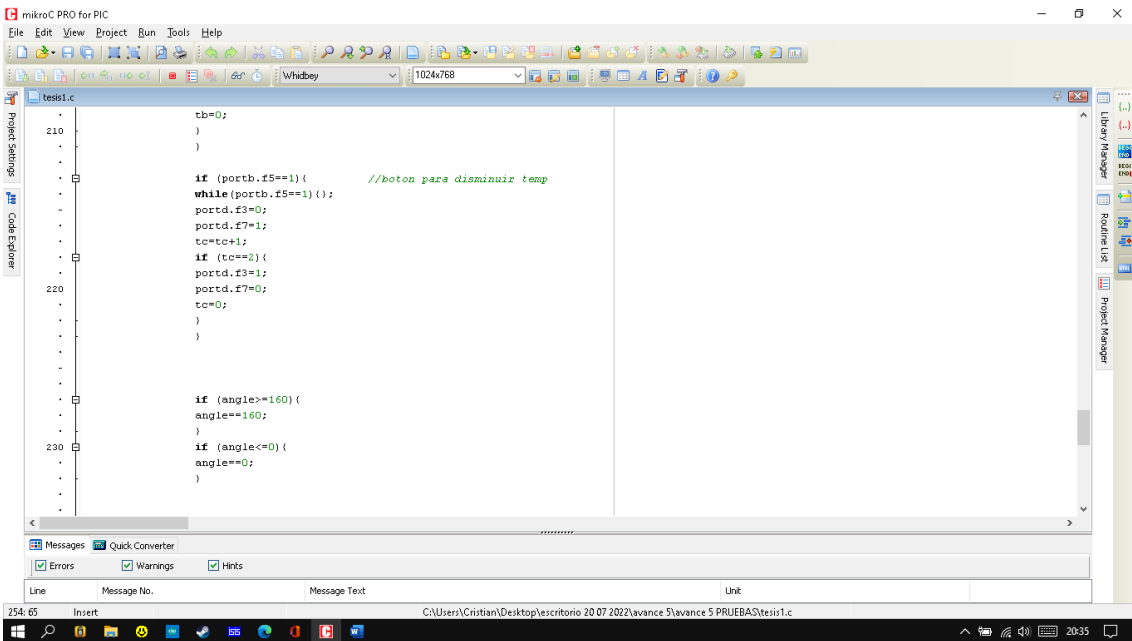 mikroC PRO for PIC
File Edit View Project Run Tools Help
Whidbey 1024x768
tesis1.c
Project Settings
Code Explorer
tb=0;
210 }
}
if (portb.f5==1){ //boton para disminuir temp
while(portb.f5==1){};
portd.f3=0;
portd.f7=1;
tc=tc+1;
if (tc==2){
portd.f3=1;
220 portd.f7=0;
tc=0;
}
}
if (angle>=160){
angle==160;
}
230 if (angle<=0){
angle==0;
}
Library Manager
Routine List
Project Manager
Messages Quick Converter
Errors Warnings Hints
Line Message No. Message Text Unit
254: 65 Insert C:\Users\Cristian\Desktop\escritorio 20 07 2022\avance 5\avance 5 PRUEBAS\tesis1.c
20:35